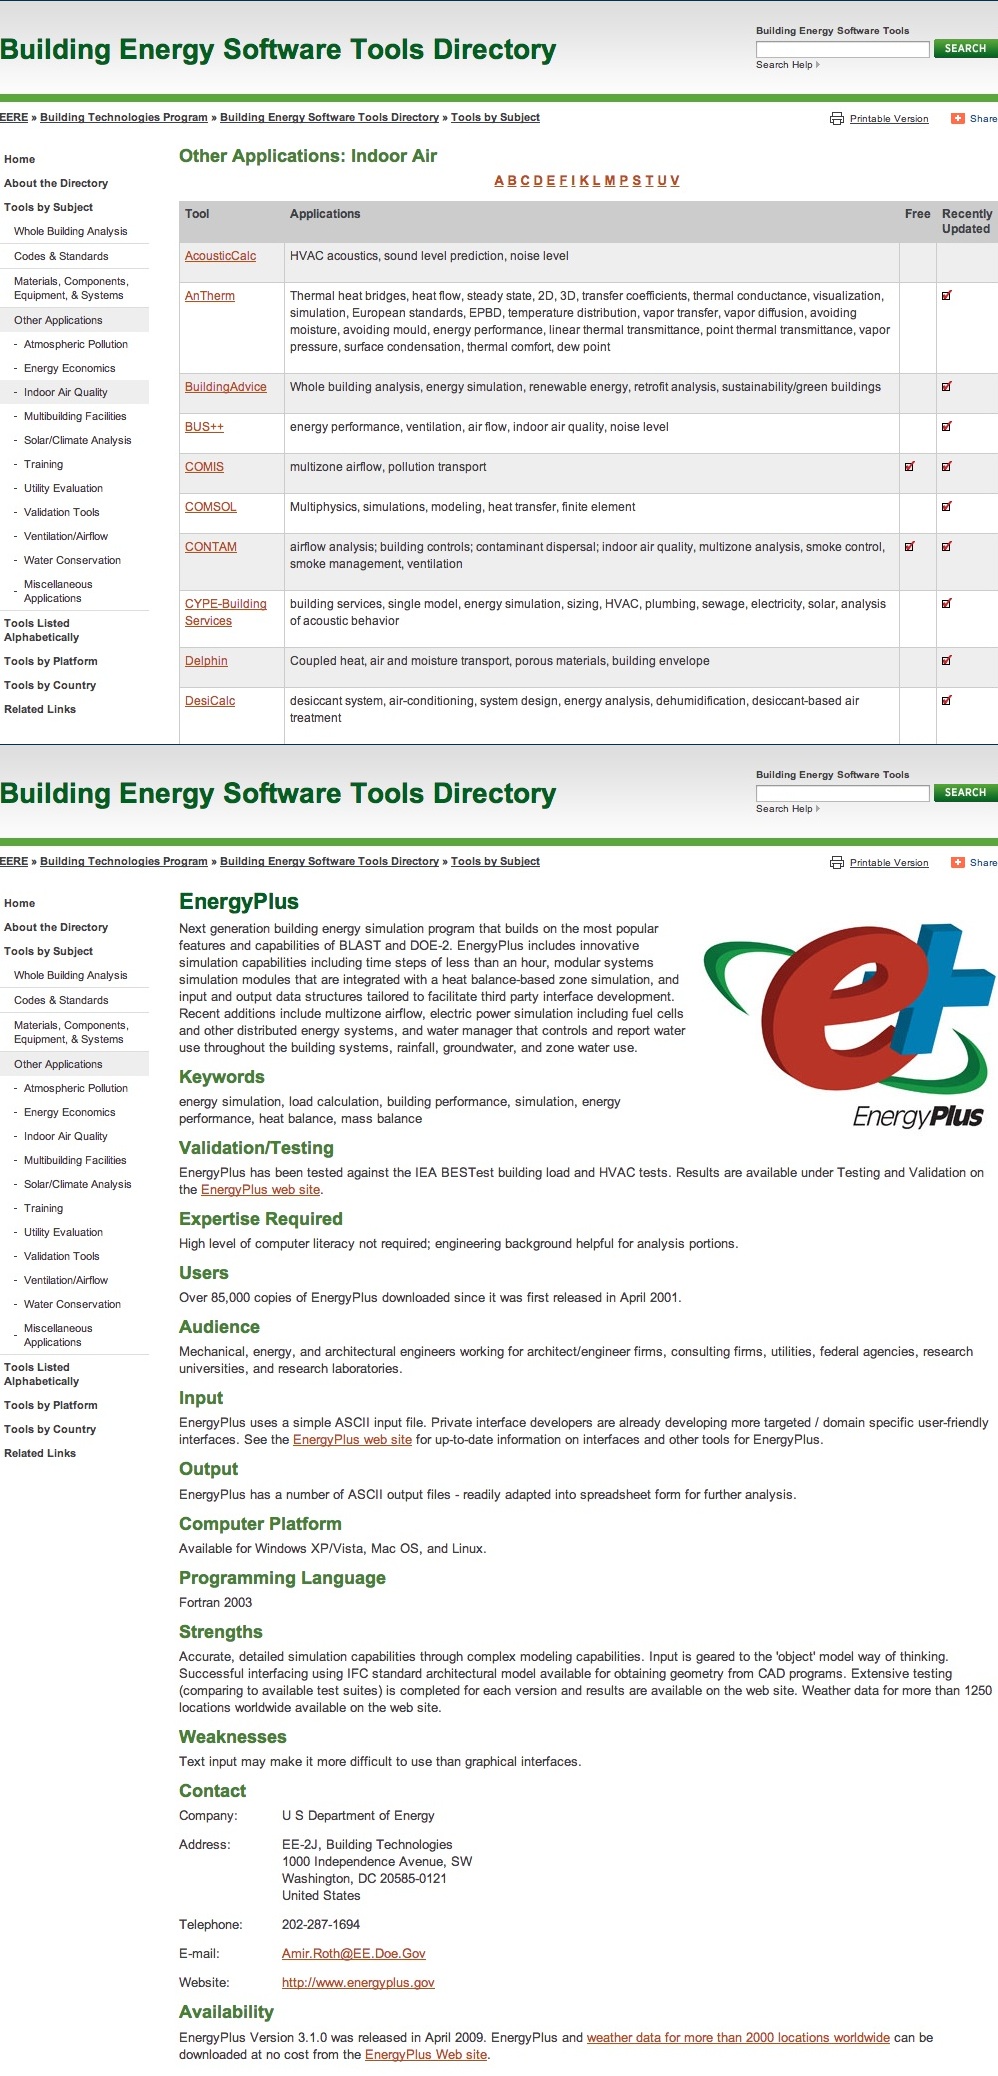 Building Energy Software Tools
Building Energy Software Tools Directory
SEARCH
Search Help
EERE » Building Technologies Program » Building Energy Software Tools Directory » Tools by Subject
Printable Version
Share
Home
About the Directory
Tools by Subject
Whole Building Analysis
Codes & Standards
Materials, Components,
Equipment, & Systems
Other Applications
- Atmospheric Pollution
- Energy Economics
- Indoor Air Quality
- Multibuilding Facilities
- Solar/Climate Analysis
- Training
- Utility Evaluation
- Validation Tools
- Ventilation/Airflow
- Water Conservation
- Miscellaneous
Applications
Tools Listed
Alphabetically
Tools by Platform
Tools by Country
Related Links
Other Applications: Indoor Air
A B C D E F I K L M P S T U V
Tool Applications Free Recently
Updated
AcousticCalc HVAC acoustics, sound level prediction, noise level
AnTherm Thermal heat bridges, heat flow, steady state, 2D, 3D, transfer coefficients, thermal conductance, visualization,
simulation, European standards, EPBD, temperature distribution, vapor transfer, vapor diffusion, avoiding
moisture, avoiding mould, energy performance, linear thermal transmittance, point thermal transmittance, vapor
pressure, surface condensation, thermal comfort, dew point
BuildingAdvice Whole building analysis, energy simulation, renewable energy, retrofit analysis, sustainability/green buildings
BUS++ energy performance, ventilation, air flow, indoor air quality, noise level
COMIS multizone airflow, pollution transport
COMSOL Multiphysics, simulations, modeling, heat transfer, finite element
CONTAM airflow analysis; building controls; contaminant dispersal; indoor air quality, multizone analysis, smoke control,
smoke management, ventilation
CYPE-Building building services, single model, energy simulation, sizing, HVAC, plumbing, sewage, electricity, solar, analysis
Services of acoustic behavior
Delphin Coupled heat, air and moisture transport, porous materials, building envelope
DesiCalc desiccant system, air-conditioning, system design, energy analysis, dehumidification, desiccant-based air
treatment
Building Energy Software Tools
Building Energy Software Tools Directory
SEARCH
Search Help
EERE » Building Technologies Program » Building Energy Software Tools Directory » Tools by Subject
Printable Version
Share
Home
About the Directory
Tools by Subject
Whole Building Analysis
Codes & Standards
Materials, Components,
Equipment, & Systems
Other Applications
- Atmospheric Pollution
- Energy Economics
- Indoor Air Quality
- Multibuilding Facilities
- Solar/Climate Analysis
- Training
- Utility Evaluation
- Validation Tools
- Ventilation/Airflow
- Water Conservation
- Miscellaneous
Applications
Tools Listed
Alphabetically
Tools by Platform
Tools by Country
Related Links
EnergyPlus
Next generation building energy simulation program that builds on the most popular
features and capabilities of BLAST and DOE-2. EnergyPlus includes innovative
simulation capabilities including time steps of less than an hour, modular systems
simulation modules that are integrated with a heat balance-based zone simulation, and
input and output data structures tailored to facilitate third party interface development.
Recent additions include multizone airflow, electric power simulation including fuel cells
and other distributed energy systems, and water manager that controls and report water
use throughout the building systems, rainfall, groundwater, and zone water use.
e+
EnergyPlus
Keywords
energy simulation, load calculation, building performance, simulation, energy
performance, heat balance, mass balance
Validation/Testing
EnergyPlus has been tested against the IEA BESTest building load and HVAC tests. Results are available under Testing and Validation on
the EnergyPlus web site.
Expertise Required
High level of computer literacy not required; engineering background helpful for analysis portions.
Users
Over 85,000 copies of EnergyPlus downloaded since it was first released in April 2001.
Audience
Mechanical, energy, and architectural engineers working for architect/engineer firms, consulting firms, utilities, federal agencies, research
universities, and research laboratories.
Input
EnergyPlus uses a simple ASCII input file. Private interface developers are already developing more targeted / domain specific user-friendly
interfaces. See the EnergyPlus web site for up-to-date information on interfaces and other tools for EnergyPlus.
Output
EnergyPlus has a number of ASCII output files - readily adapted into spreadsheet form for further analysis.
Computer Platform
Available for Windows XP/Vista, Mac OS, and Linux.
Programming Language
Fortran 2003
Strengths
Accurate, detailed simulation capabilities through complex modeling capabilities. Input is geared to the 'object' model way of thinking.
Successful interfacing using IFC standard architectural model available for obtaining geometry from CAD programs. Extensive testing
(comparing to available test suites) is completed for each version and results are available on the web site. Weather data for more than 1250
locations worldwide available on the web site.
Weaknesses
Text input may make it more difficult to use than graphical interfaces.
Contact
Company: U S Department of Energy
Address: EE-2J, Building Technologies
1000 Independence Avenue, SW
Washington, DC 20585-0121
United States
Telephone: 202-287-1694
E-mail: Amir.Roth@EE.Doe.Gov
Website: http://www.energyplus.gov
Availability
EnergyPlus Version 3.1.0 was released in April 2009. EnergyPlus and weather data for more than 2000 locations worldwide can be
downloaded at no cost from the EnergyPlus Web site.